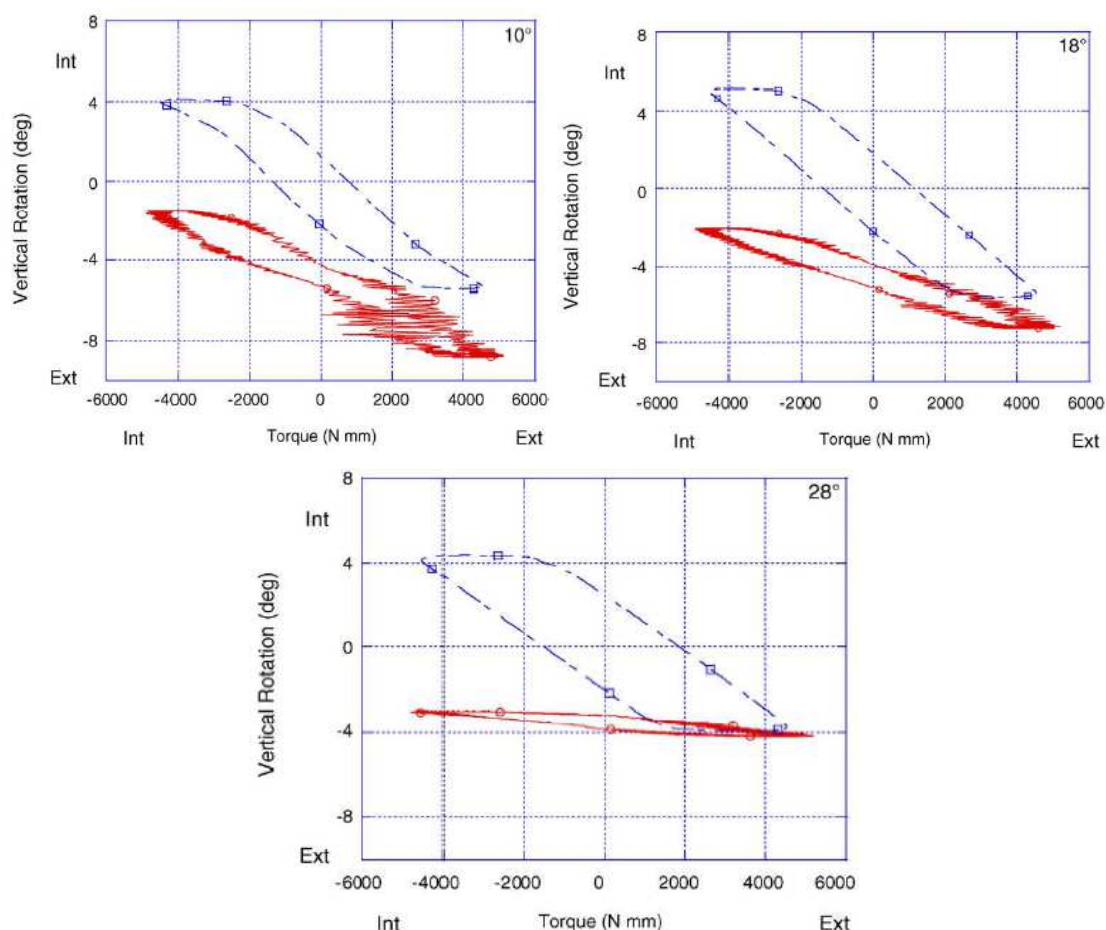 8
10°
Int
4
0
-4
-8
Ext
Vertical Rotation (deg)
-6000 -4000 -2000 0 2000 4000 6000
Int Torque (N mm) Ext
8
18°
Int
4
0
-4
-8
Ext
Vertical Rotation (deg)
-6000 -4000 -2000 0 2000 4000 6000
Int Torque (N mm) Ext
8
28°
Int
4
0
-4
-8
Ext
Vertical Rotation (deg)
-6000 -4000 -2000 0 2000 4000 6000
Int Torque (N mm) Ext